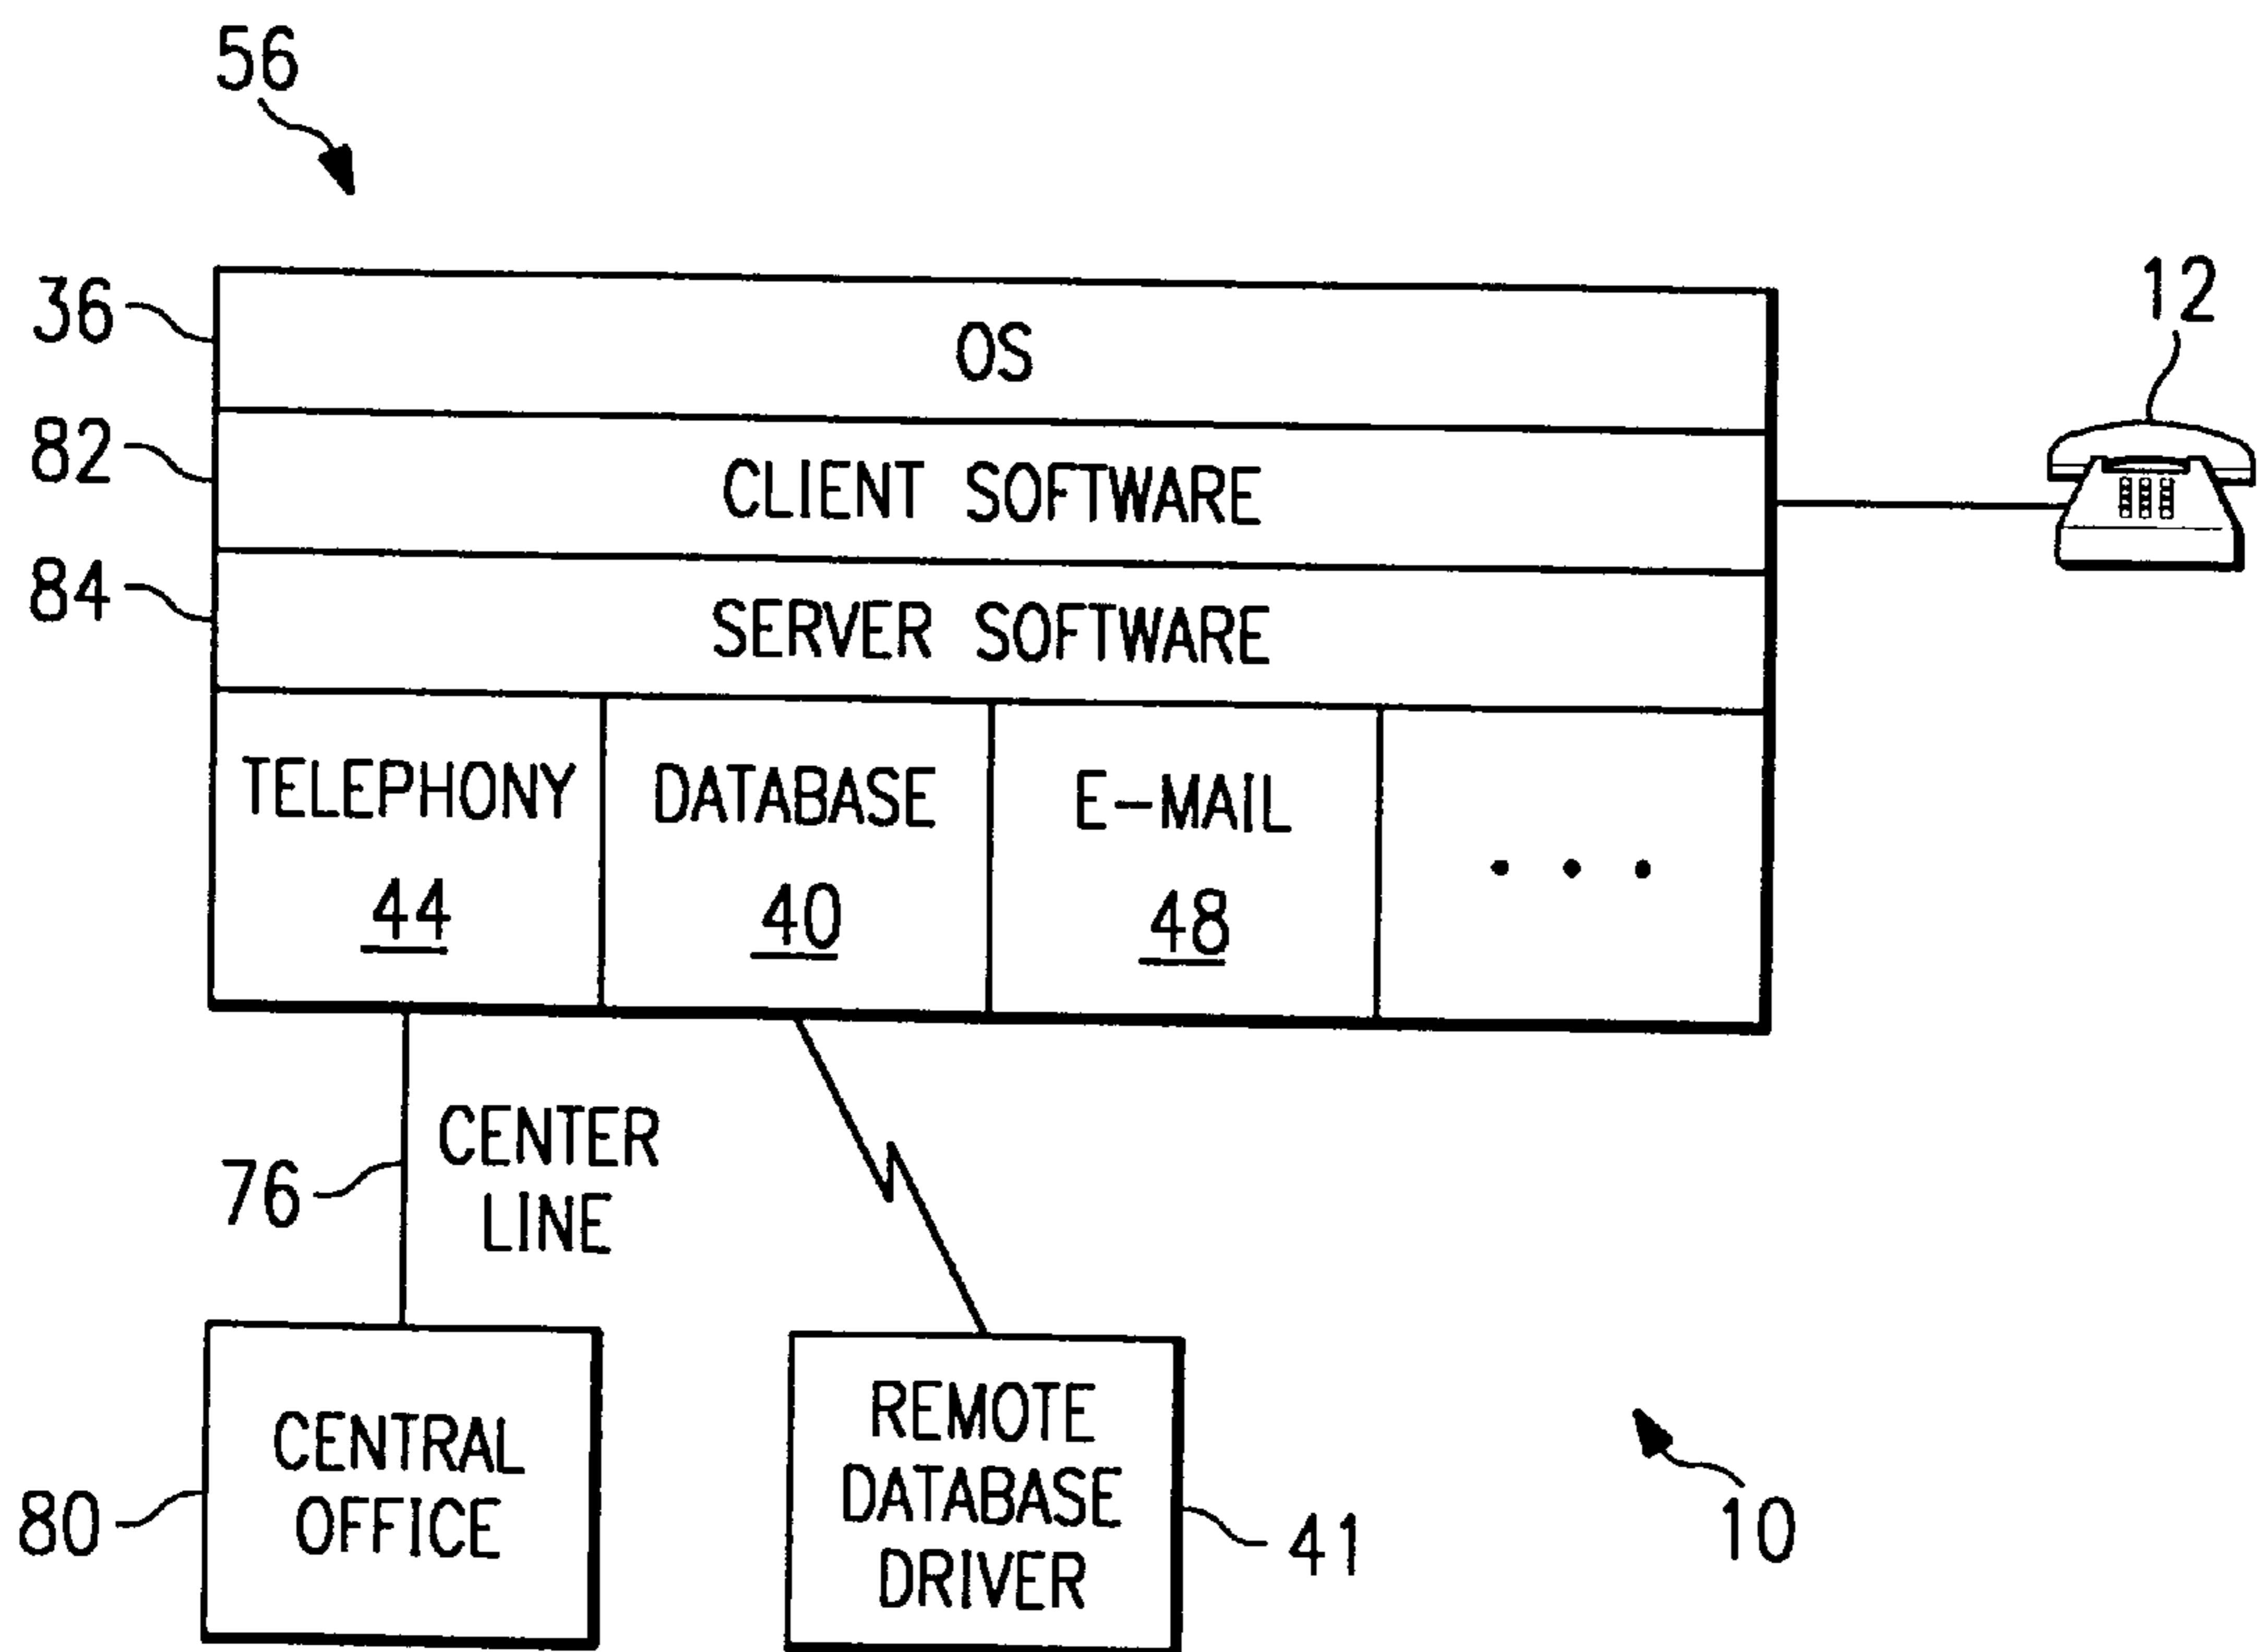 56
36
OS
12
82
CLIENT SOFTWARE
84
SERVER SOFTWARE
TELEPHONY
44
DATABASE
40
E-MAIL
48
• • •
76
CENTER
LINE
80
CENTRAL
OFFICE
REMOTE
DATABASE
DRIVER
41
10